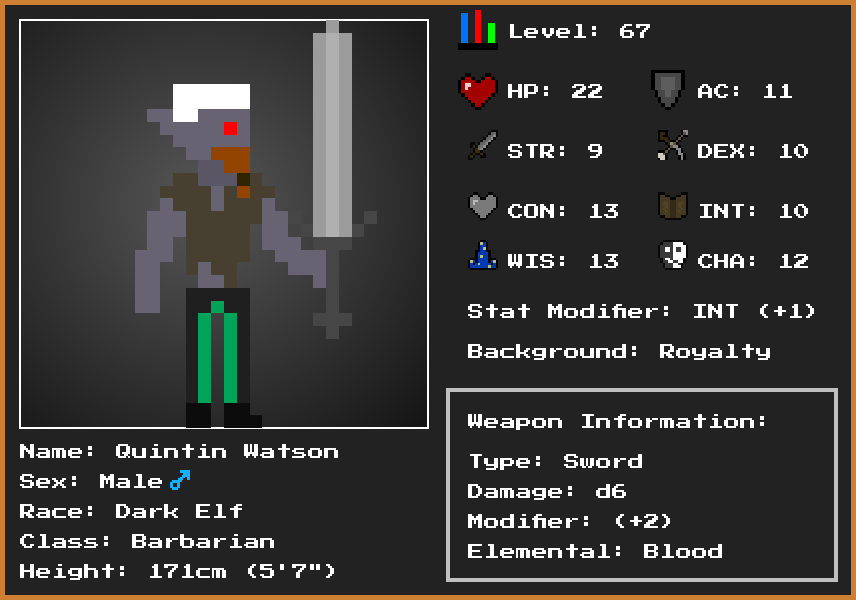 Level: 67
HP: 22
AC: 11
STR: 9
DEX: 10
CON: 13
INT: 10
WIS: 13
CHA: 12
Stat Modifier: INT (+1)
Background: Royalty
Weapon Information:
Type: Sword
Damage: d6
Modifier: (+2)
Elemental: Blood
Name: Quintin Watson
Sex: Male♂
Race: Dark Elf
Class: Barbarian
Height: 171cm (5'7")